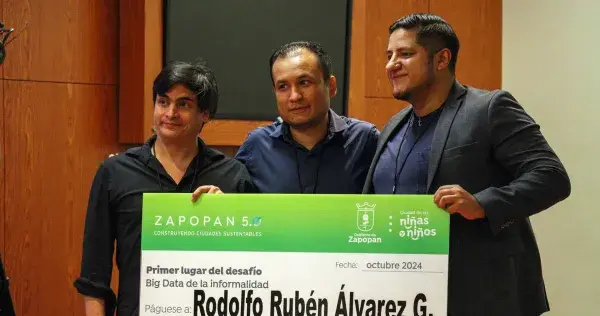 ZAPOPAN 5.0
CONSTRUYENDO CIUDADES SUSTENTABLES
Gobierno de
Zapopan
Ciudad de las
niñas
niños
Fecha: octubre 2024
Primer lugar del desafío
Big Data de la informalidad
Páguese a: Rodolfo Rubén Álvarez G.